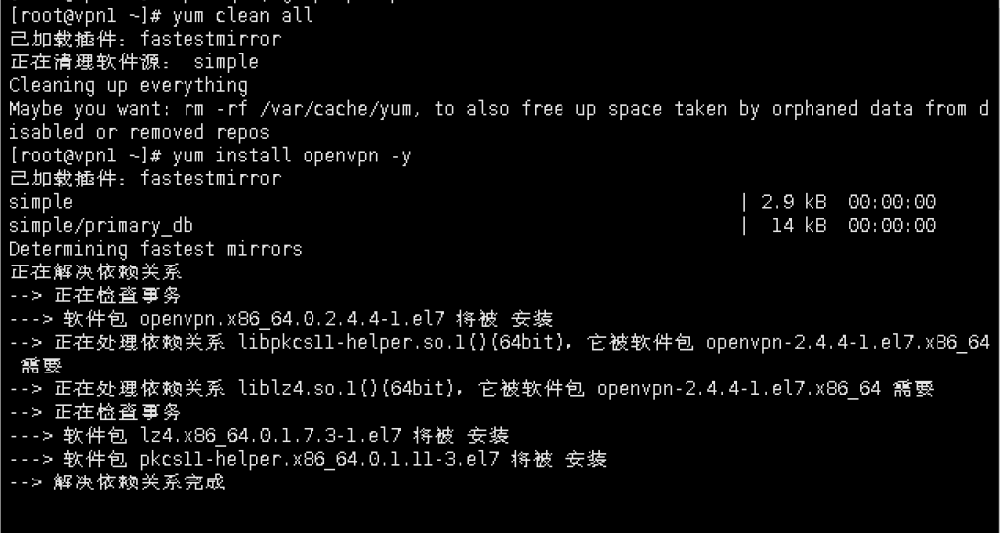 [root@vpn1 ~]# yum clean all
已加载插件：fastestmirror
正在清理软件源： simple
Cleaning up everything
Maybe you want: rm -rf /var/cache/yum, to also free up space taken by orphaned data from d
isabled or removed repos
[root@vpn1 ~]# yum install openvpn -y
已加载插件：fastestmirror
simple | 2.9 kB 00:00:00
simple/primary_db | 14 kB 00:00:00
Determining fastest mirrors
正在解决依赖关系
--> 正在检查事务
---> 软件包 openvpn.x86_64.0.2.4.4-1.el7 将被 安装
--> 正在处理依赖关系 libpkcs11-helper.so.1()(64bit)，它被软件包 openvpn-2.4.4-1.el7.x86_64
需要
--> 正在处理依赖关系 liblz4.so.1()(64bit)，它被软件包 openvpn-2.4.4-1.el7.x86_64 需要
--> 正在检查事务
---> 软件包 lz4.x86_64.0.1.7.3-1.el7 将被 安装
---> 软件包 pkcs11-helper.x86_64.0.1.11-3.el7 将被 安装
--> 解决依赖关系完成